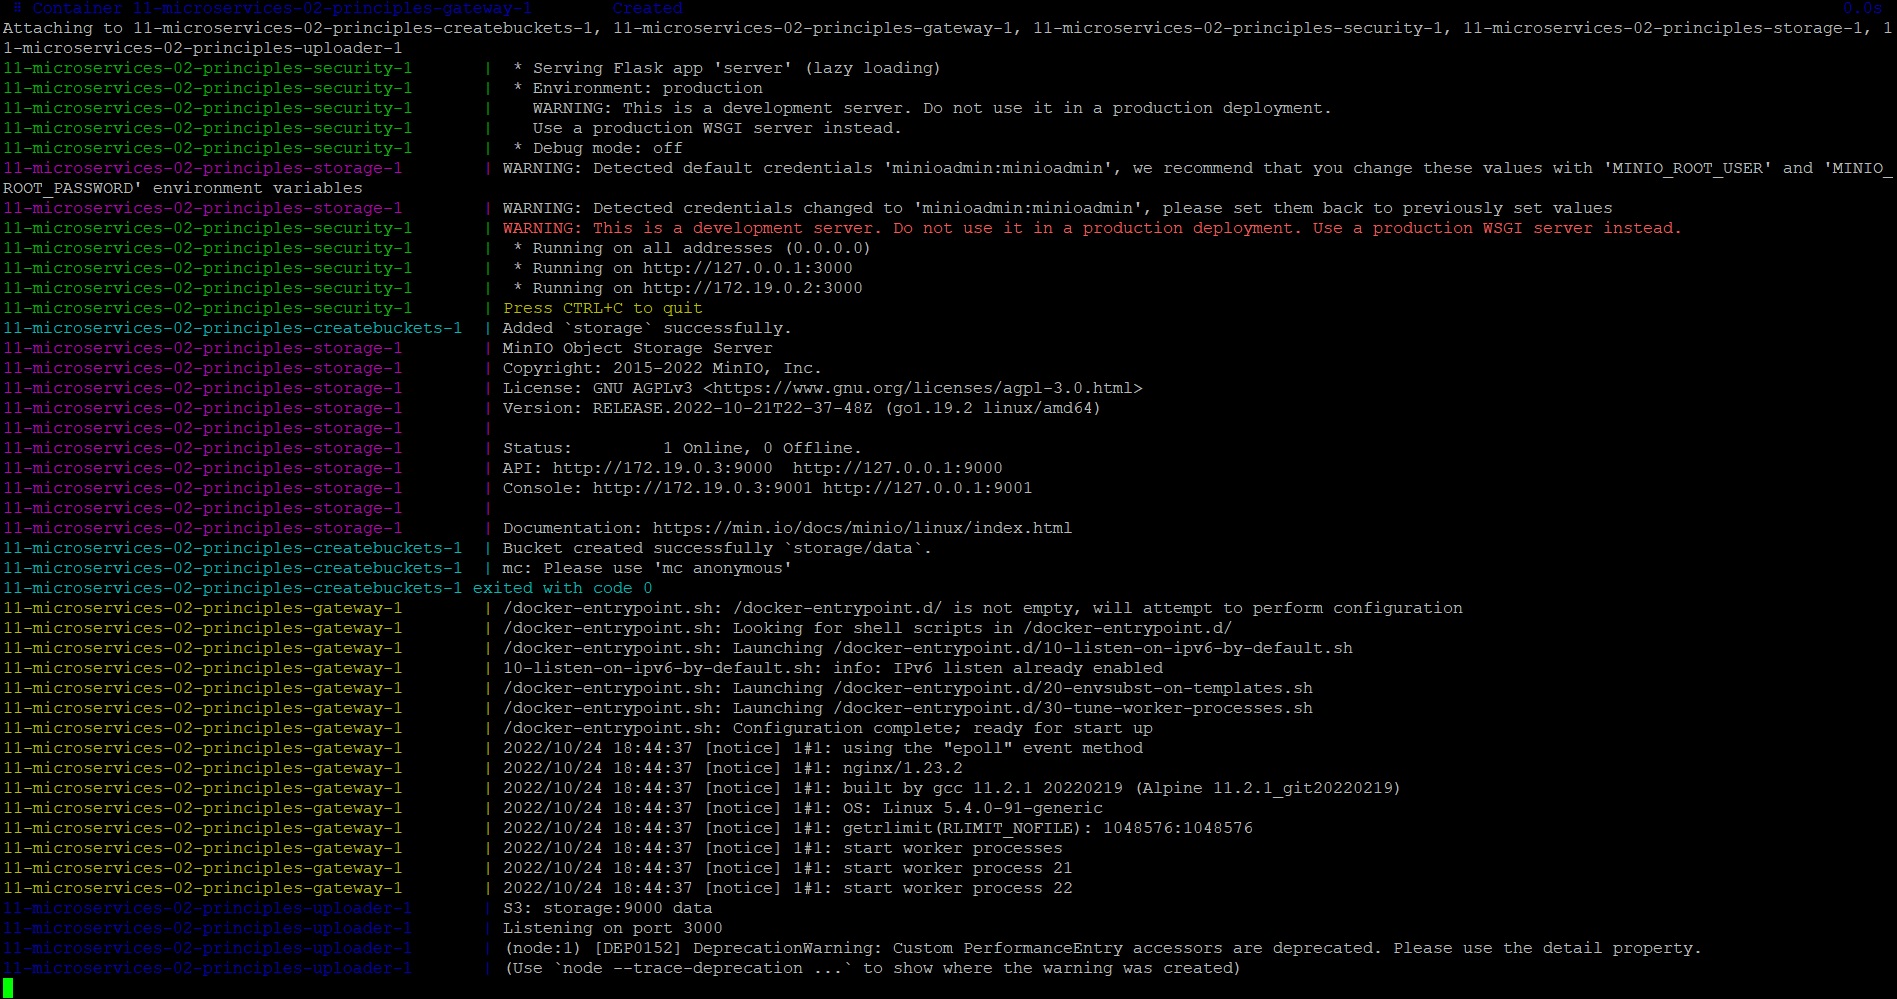 # Container 11-microservices-02-principles-gateway-1        Created        0.0s
Attaching to 11-microservices-02-principles-createbuckets-1, 11-microservices-02-principles-gateway-1, 11-microservices-02-principles-security-1, 11-microservices-02-principles-storage-1, 1
1-microservices-02-principles-uploader-1
11-microservices-02-principles-security-1       |  * Serving Flask app 'server' (lazy loading)
11-microservices-02-principles-security-1       |  * Environment: production
11-microservices-02-principles-security-1       |    WARNING: This is a development server. Do not use it in a production deployment.
11-microservices-02-principles-security-1       |    Use a production WSGI server instead.
11-microservices-02-principles-security-1       |  * Debug mode: off
11-microservices-02-principles-storage-1        | WARNING: Detected default credentials 'minioadmin:minioadmin', we recommend that you change these values with 'MINIO_ROOT_USER' and 'MINIO_
ROOT_PASSWORD' environment variables
11-microservices-02-principles-storage-1        | WARNING: Detected credentials changed to 'minioadmin:minioadmin', please set them back to previously set values
11-microservices-02-principles-security-1       | WARNING: This is a development server. Do not use it in a production deployment. Use a production WSGI server instead.
11-microservices-02-principles-security-1       |  * Running on all addresses (0.0.0.0)
11-microservices-02-principles-security-1       |  * Running on http://127.0.0.1:3000
11-microservices-02-principles-security-1       |  * Running on http://172.19.0.2:3000
11-microservices-02-principles-security-1       | Press CTRL+C to quit
11-microservices-02-principles-createbuckets-1  | Added `storage` successfully.
11-microservices-02-principles-storage-1        | MinIO Object Storage Server
11-microservices-02-principles-storage-1        | Copyright: 2015-2022 MinIO, Inc.
11-microservices-02-principles-storage-1        | License: GNU AGPLv3 <https://www.gnu.org/licenses/agpl-3.0.html>
11-microservices-02-principles-storage-1        | Version: RELEASE.2022-10-21T22-37-48Z (go1.19.2 linux/amd64)
11-microservices-02-principles-storage-1        |
11-microservices-02-principles-storage-1        | Status:         1 Online, 0 Offline.
11-microservices-02-principles-storage-1        | API: http://172.19.0.3:9000  http://127.0.0.1:9000
11-microservices-02-principles-storage-1        | Console: http://172.19.0.3:9001 http://127.0.0.1:9001
11-microservices-02-principles-storage-1        |
11-microservices-02-principles-storage-1        | Documentation: https://min.io/docs/minio/linux/index.html
11-microservices-02-principles-createbuckets-1  | Bucket created successfully `storage/data`.
11-microservices-02-principles-createbuckets-1  | mc: Please use 'mc anonymous'
11-microservices-02-principles-createbuckets-1 exited with code 0
11-microservices-02-principles-gateway-1        | /docker-entrypoint.sh: /docker-entrypoint.d/ is not empty, will attempt to perform configuration
11-microservices-02-principles-gateway-1        | /docker-entrypoint.sh: Looking for shell scripts in /docker-entrypoint.d/
11-microservices-02-principles-gateway-1        | /docker-entrypoint.sh: Launching /docker-entrypoint.d/10-listen-on-ipv6-by-default.sh
11-microservices-02-principles-gateway-1        | 10-listen-on-ipv6-by-default.sh: info: IPv6 listen already enabled
11-microservices-02-principles-gateway-1        | /docker-entrypoint.sh: Launching /docker-entrypoint.d/20-envsubst-on-templates.sh
11-microservices-02-principles-gateway-1        | /docker-entrypoint.sh: Launching /docker-entrypoint.d/30-tune-worker-processes.sh
11-microservices-02-principles-gateway-1        | /docker-entrypoint.sh: Configuration complete; ready for start up
11-microservices-02-principles-gateway-1        | 2022/10/24 18:44:37 [notice] 1#1: using the "epoll" event method
11-microservices-02-principles-gateway-1        | 2022/10/24 18:44:37 [notice] 1#1: nginx/1.23.2
11-microservices-02-principles-gateway-1        | 2022/10/24 18:44:37 [notice] 1#1: built by gcc 11.2.1 20220219 (Alpine 11.2.1_git20220219)
11-microservices-02-principles-gateway-1        | 2022/10/24 18:44:37 [notice] 1#1: OS: Linux 5.4.0-91-generic
11-microservices-02-principles-gateway-1        | 2022/10/24 18:44:37 [notice] 1#1: getrlimit(RLIMIT_NOFILE): 1048576:1048576
11-microservices-02-principles-gateway-1        | 2022/10/24 18:44:37 [notice] 1#1: start worker processes
11-microservices-02-principles-gateway-1        | 2022/10/24 18:44:37 [notice] 1#1: start worker process 21
11-microservices-02-principles-gateway-1        | 2022/10/24 18:44:37 [notice] 1#1: start worker process 22
11-microservices-02-principles-uploader-1       | S3: storage:9000 data
11-microservices-02-principles-uploader-1       | Listening on port 3000
11-microservices-02-principles-uploader-1       | (node:1) [DEP0152] DeprecationWarning: Custom PerformanceEntry accessors are deprecated. Please use the detail property.
11-microservices-02-principles-uploader-1       | (Use `node --trace-deprecation ...` to show where the warning was created)